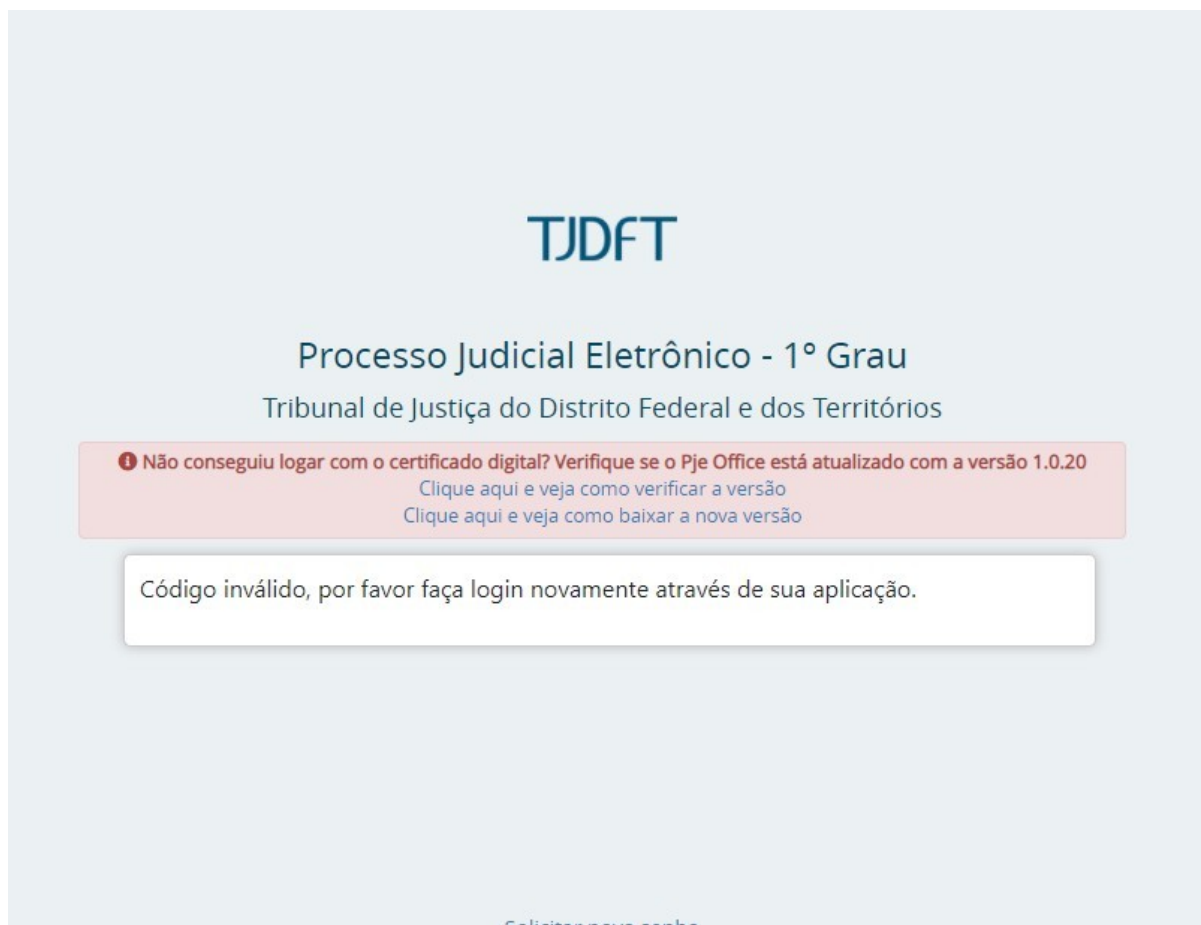 TJDFT
Processo Judicial Eletrônico - 1º Grau
Tribunal de Justiça do Distrito Federal e dos Territórios
Não conseguiu logar com o certificado digital? Verifique se o Pje Office está atualizado com a versão 1.0.20
Clique aqui e veja como verificar a versão
Clique aqui e veja como baixar a nova versão
Código inválido, por favor faça login novamente através de sua aplicação.